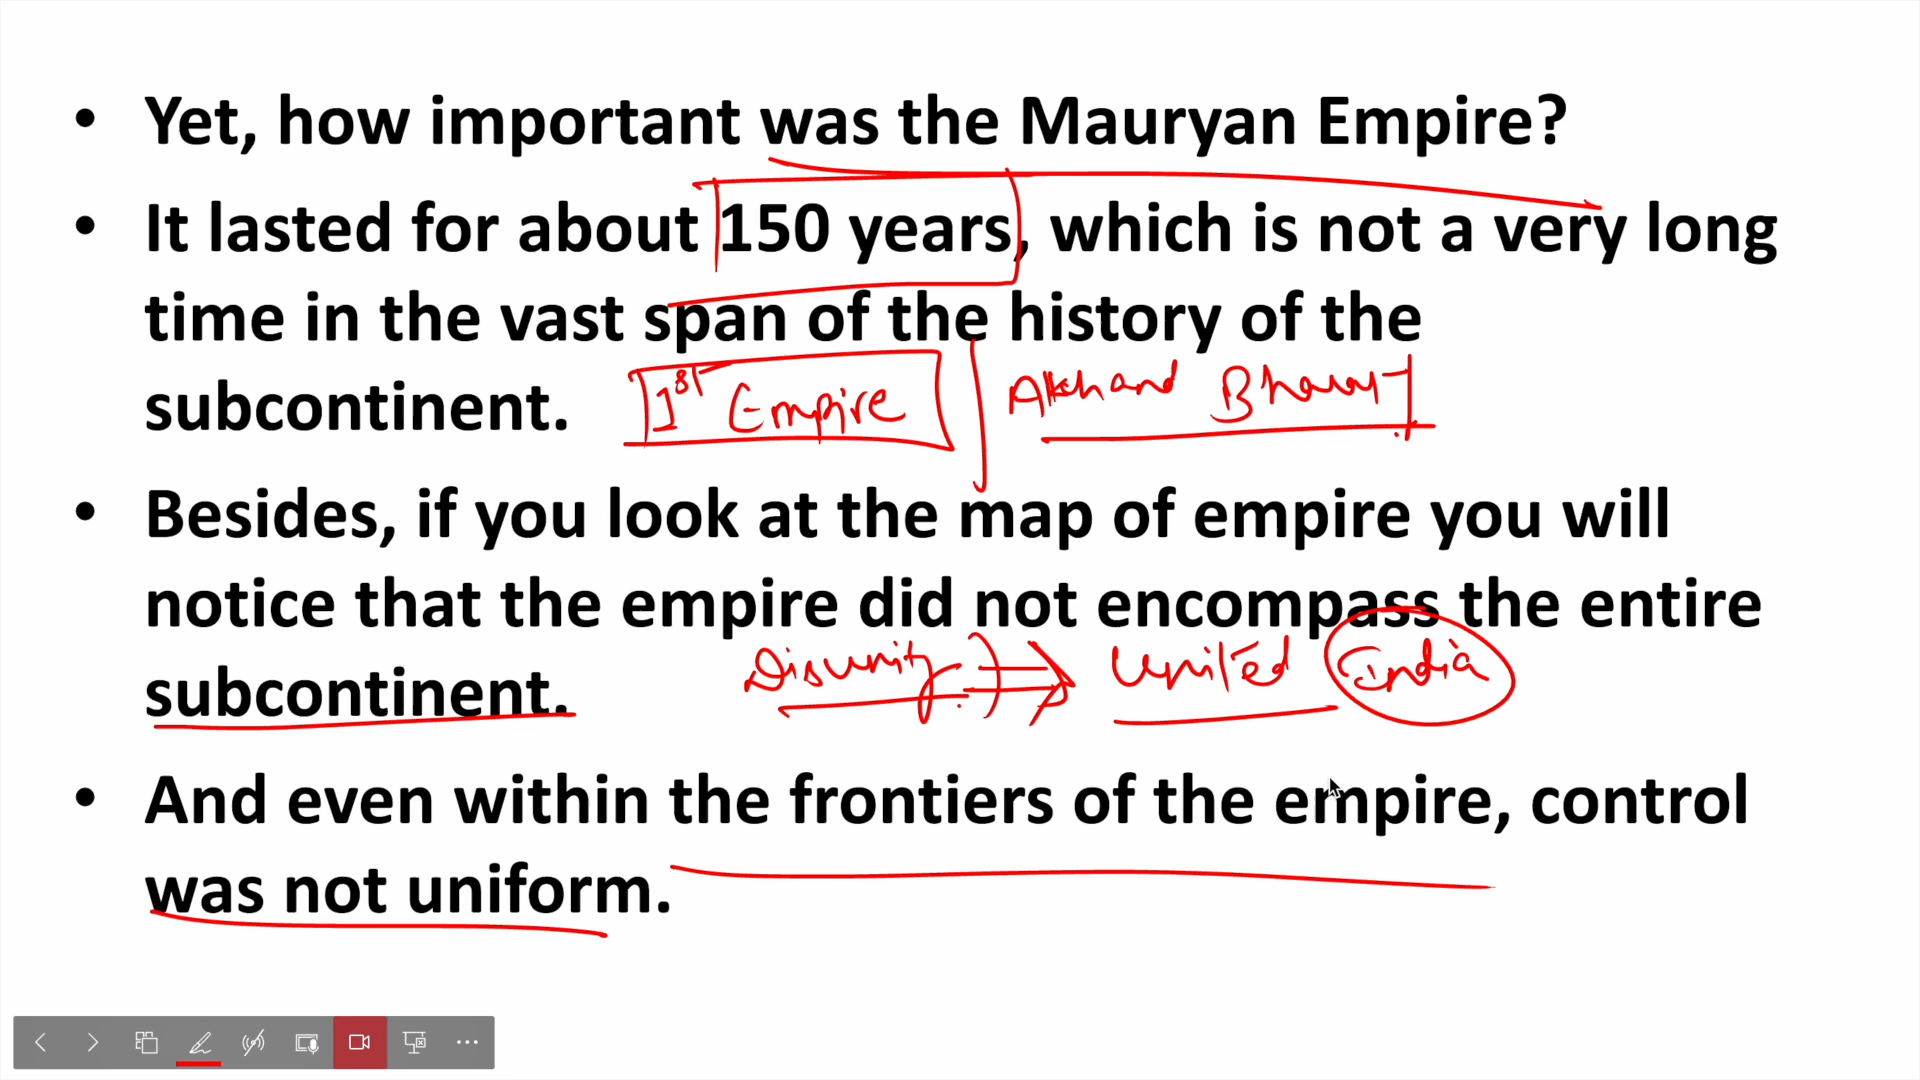 • Yet, how important was the Mauryan Empire?
• It lasted for about 150 years, which is not a very long
time in the vast span of the history of the
subcontinent. 1st Empire Akhand Bharat
• Besides, if you look at the map of empire you will
notice that the empire did not encompass the entire
subcontinent. Disunity United India
• And even within the frontiers of the empire, control
was not uniform.